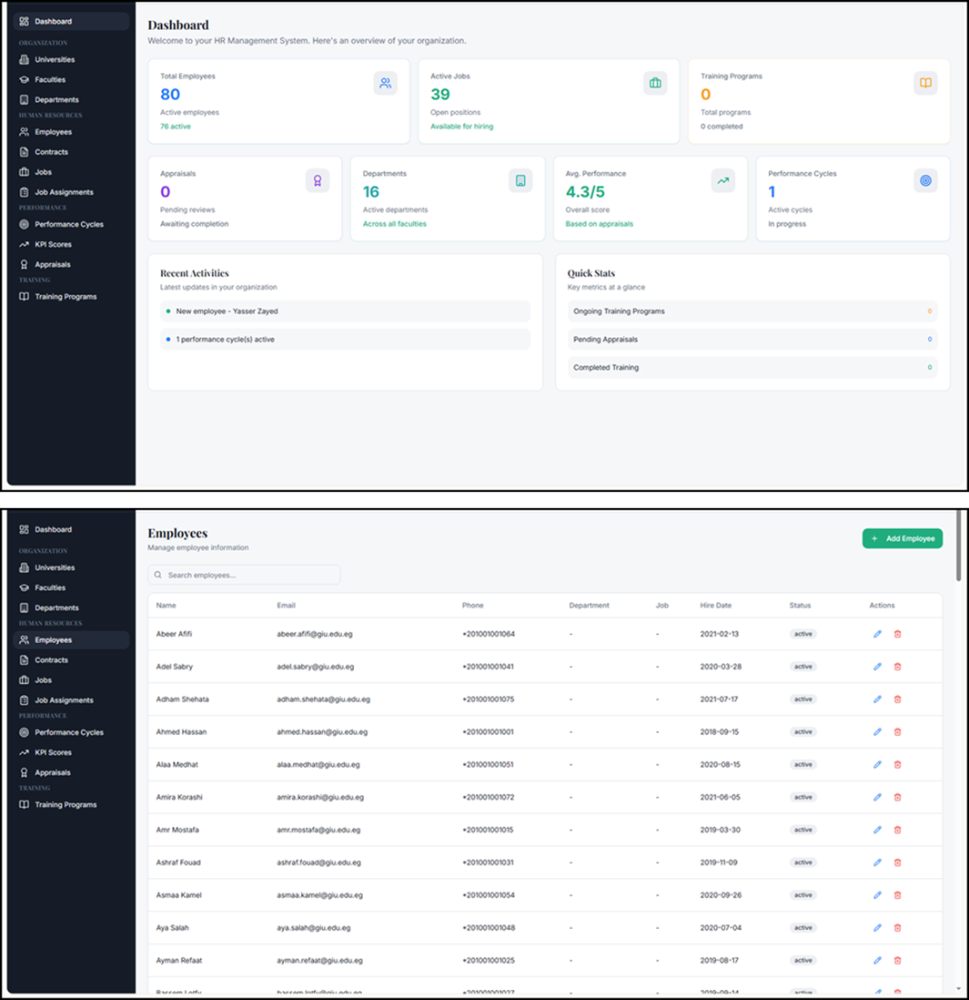 Dashboard
ORGANIZATION
Universities
Faculties
Departments
HUMAN RESOURCES
Employees
Contracts
Jobs
Job Assignments
PERFORMANCE
Performance Cycles
KPI Scores
Appraisals
TRAINING
Training Programs
Dashboard
Welcome to your HR Management System. Here's an overview of your organization.
Total Employees
80
Active employees
76 active
Active Jobs
39
Open positions
Available for hiring
Training Programs
0
Total programs
0 completed
Appraisals
0
Pending reviews
Awaiting completion
Departments
16
Active departments
Across all faculties
Avg. Performance
4.3/5
Overall score
Based on appraisals
Performance Cycles
1
Active cycles
In progress
Recent Activities
Latest updates in your organization
New employee - Yasser Zayed
1 performance cycle(s) active
Quick Stats
Key metrics at a glance
Ongoing Training Programs 0
Pending Appraisals 0
Completed Training 0
Dashboard
ORGANIZATION
Universities
Faculties
Departments
HUMAN RESOURCES
Employees
Contracts
Jobs
Job Assignments
PERFORMANCE
Performance Cycles
KPI Scores
Appraisals
TRAINING
Training Programs
Employees
Manage employee information
+ Add Employee
Search employees...
Name Email Phone Department Job Hire Date Status Actions
Abeer Afifi abeer.afifi@giu.edu.eg +201001001064 - - 2021-02-13 active
Adel Sabry adel.sabry@giu.edu.eg +201001001041 - - 2020-03-28 active
Adham Shehata adham.shehata@giu.edu.eg +201001001075 - - 2021-07-17 active
Ahmed Hassan ahmed.hassan@giu.edu.eg +201001001001 - - 2018-09-15 active
Alaa Medhat alaa.medhat@giu.edu.eg +201001001051 - - 2020-08-15 active
Amira Korashi amira.korashi@giu.edu.eg +201001001072 - - 2021-06-05 active
Amr Mostafa amr.mostafa@giu.edu.eg +201001001015 - - 2019-03-30 active
Ashraf Fouad ashraf.fouad@giu.edu.eg +201001001031 - - 2019-11-09 active
Asmaa Kamel asmaa.kamel@giu.edu.eg +201001001054 - - 2020-09-26 active
Aya Salah aya.salah@giu.edu.eg +201001001048 - - 2020-07-04 active
Ayman Refaat ayman.refaat@giu.edu.eg +201001001025 - - 2019-08-17 active
Bassem Lotfy bassem.lotfy@giu.edu.eg +201001001027 - - 2019-09-14 active